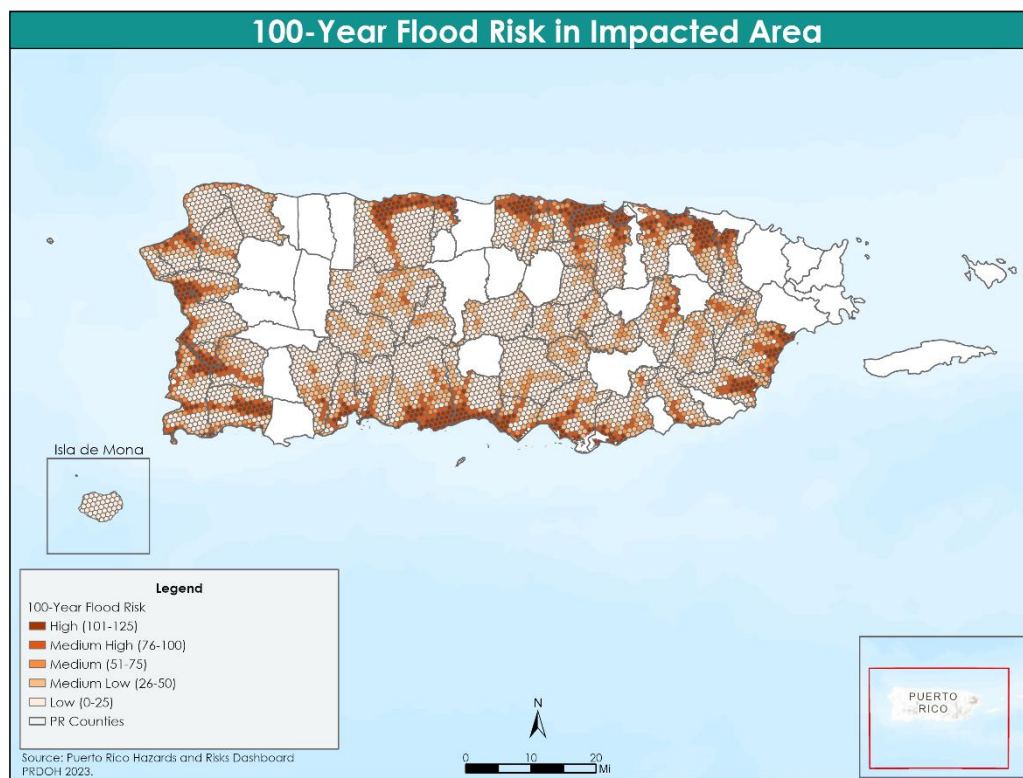 100-Year Flood Risk in Impacted Area
Isla de Mona
Legend
100-Year Flood Risk
High (101-125)
Medium High (76-100)
Medium (51-75)
Medium Low (26-50)
Low (0-25)
PR Counties
Source: Puerto Rico Hazards and Risks Dashboard
PRDOH 2023.
N
0 10 20
Mi
PUERTO
RICO